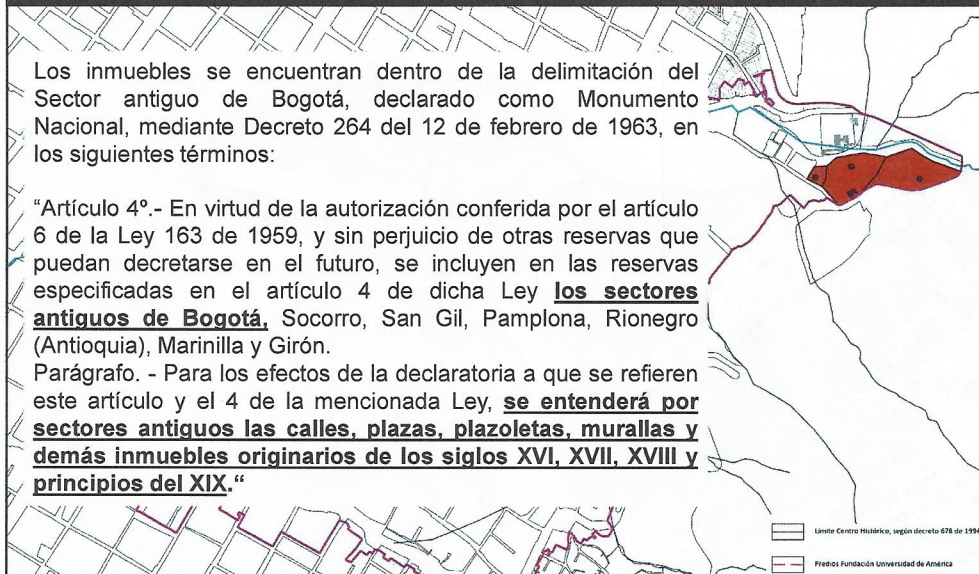 Los inmuebles se encuentran dentro de la delimitación del
Sector antiguo de Bogotá, declarado como Monumento
Nacional, mediante Decreto 264 del 12 de febrero de 1963, en
los siguientes términos:
“Artículo 4º.- En virtud de la autorización conferida por el artículo
6 de la Ley 163 de 1959, y sin perjuicio de otras reservas que
puedan decretarse en el futuro, se incluyen en las reservas
especificadas en el artículo 4 de dicha Ley los sectores
antiguos de Bogotá, Socorro, San Gil, Pamplona, Rionegro
(Antioquia), Marinilla y Girón.
Parágrafo. - Para los efectos de la declaratoria a que se refieren
este artículo y el 4 de la mencionada Ley, se entenderá por
sectores antiguos las calles, plazas, plazoletas, murallas y
demás inmuebles originarios de los siglos XVI, XVII, XVIII y
principios del XIX.“
Límite Centro Histórico, según decreto 678 de 1994
Predios Fundación Universidad de América